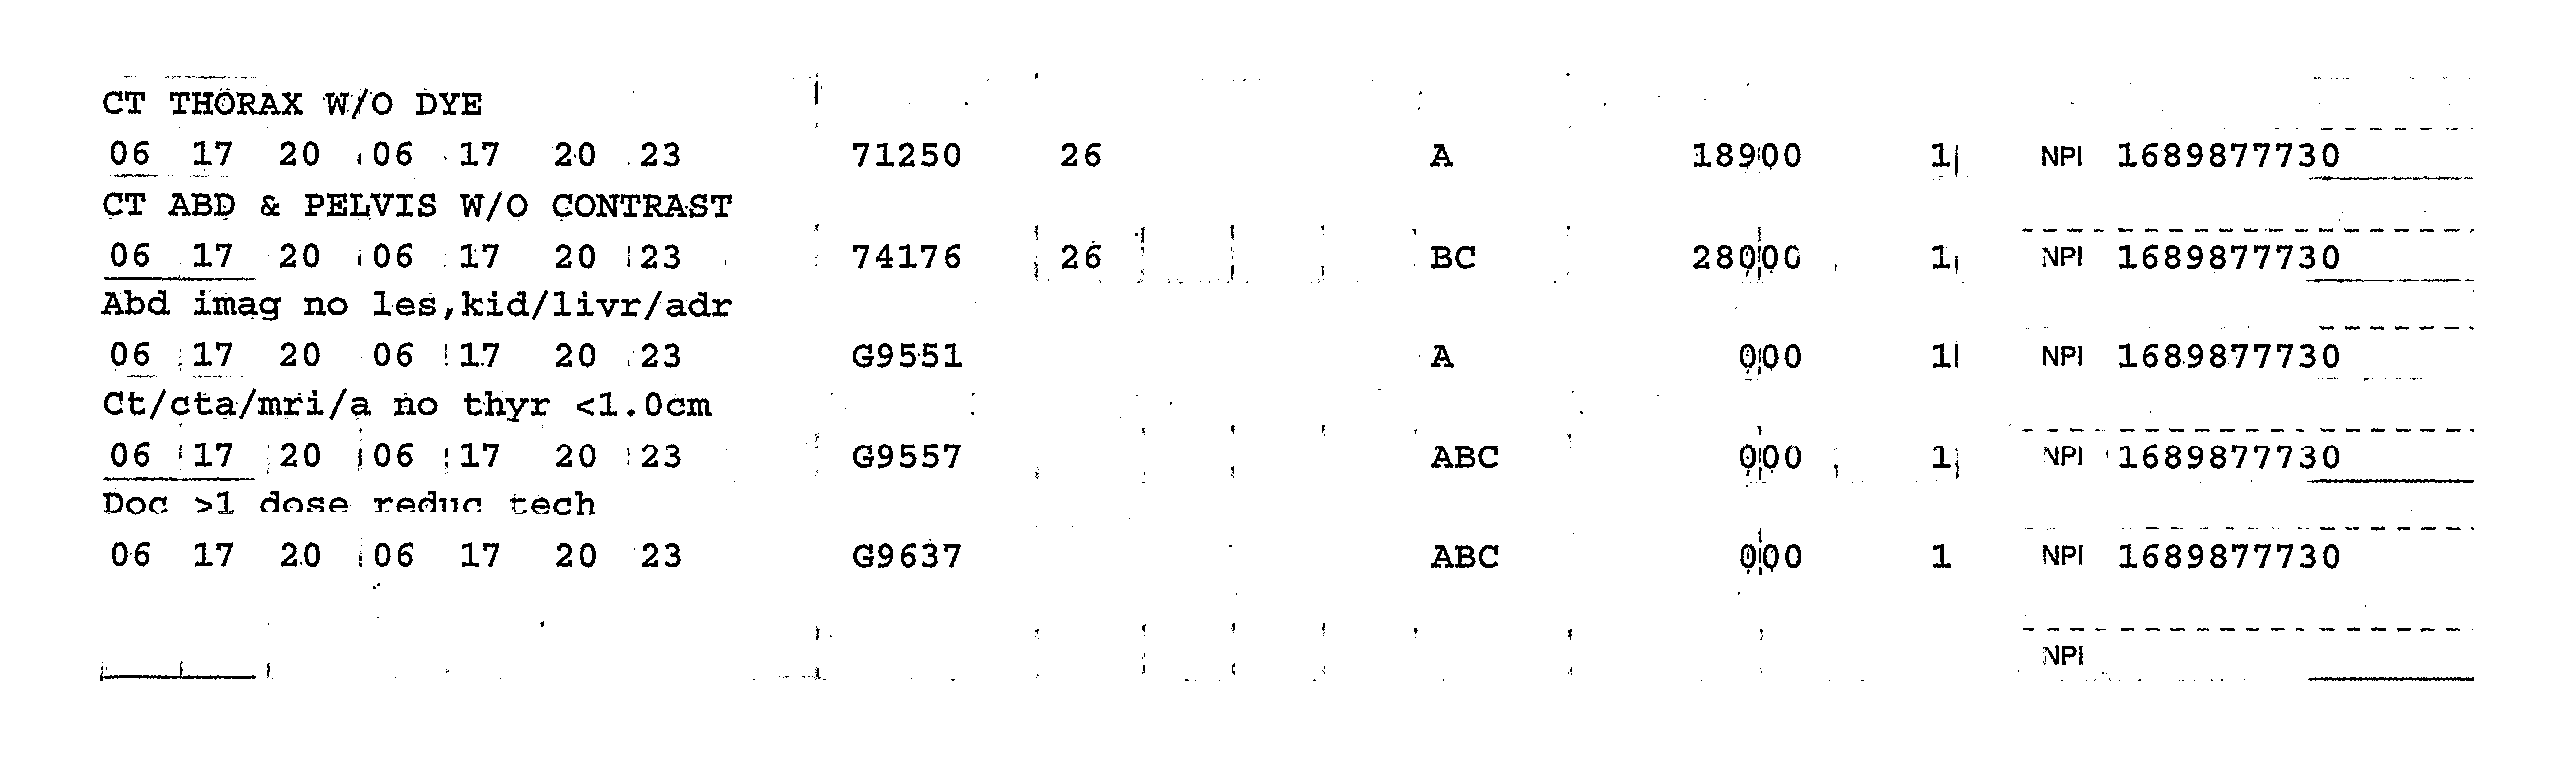 CT THORAX W/O DYE
06 17 20 06 17 20 23 71250 26 A 189 00 1 NPI 1689877730
CT ABD & PELVIS W/O CONTRAST
06 17 20 06 17 20 23 74176 26 BC 280 00 1 NPI 1689877730
Abd imag no les,kid/livr/adr
06 17 20 06 17 20 23 G9551 A 0 00 1 NPI 1689877730
Ct/cta/mri/a no thyr <1.0cm
06 17 20 06 17 20 23 G9557 ABC 0 00 1 NPI 1689877730
Doc >1 dose reduc tech
06 17 20 06 17 20 23 G9637 ABC 0 00 1 NPI 1689877730
NPI